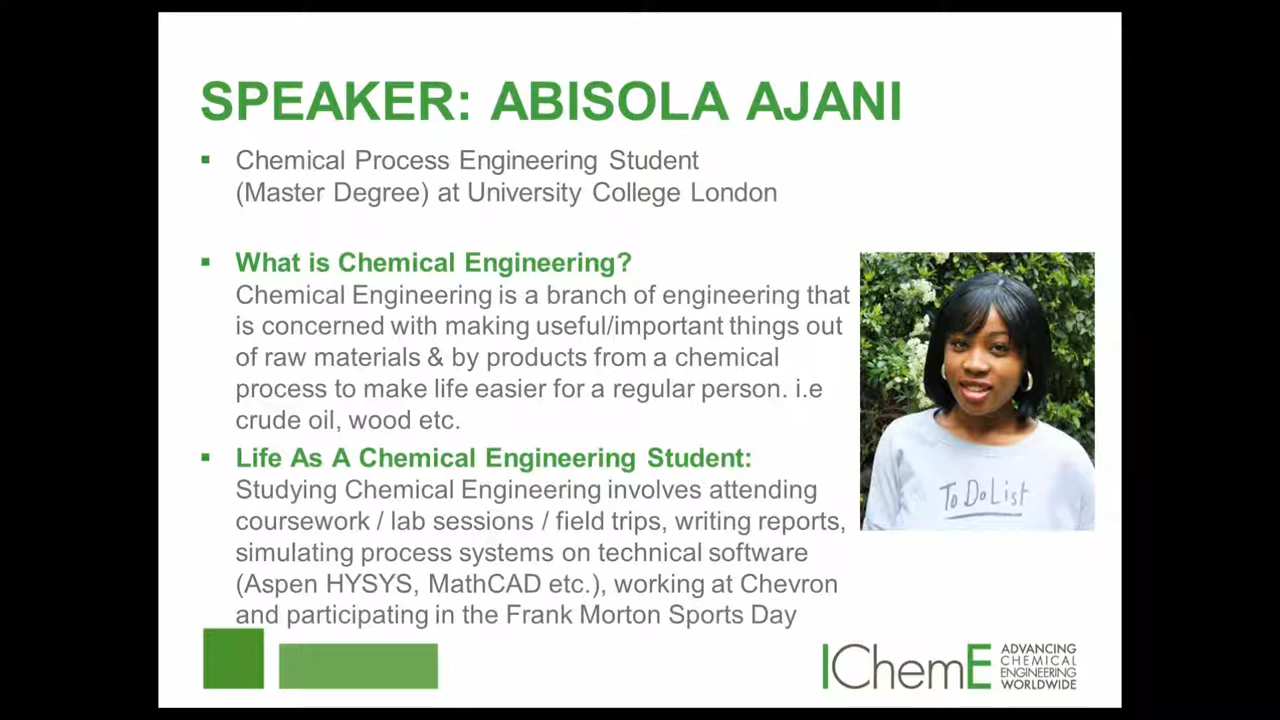 SPEAKER: ABISOLA AJANI
Chemical Process Engineering Student
(Master Degree) at University College London
What is Chemical Engineering?
Chemical Engineering is a branch of engineering that
is concerned with making useful/important things out
of raw materials & by products from a chemical
process to make life easier for a regular person. i.e
crude oil, wood etc.
Life As A Chemical Engineering Student:
Studying Chemical Engineering involves attending
coursework / lab sessions / field trips, writing reports,
simulating process systems on technical software
(Aspen HYSYS, MathCAD etc.), working at Chevron
and participating in the Frank Morton Sports Day
To Do List
IChemE
ADVANCING
CHEMICAL
ENGINEERING
WORLDWIDE